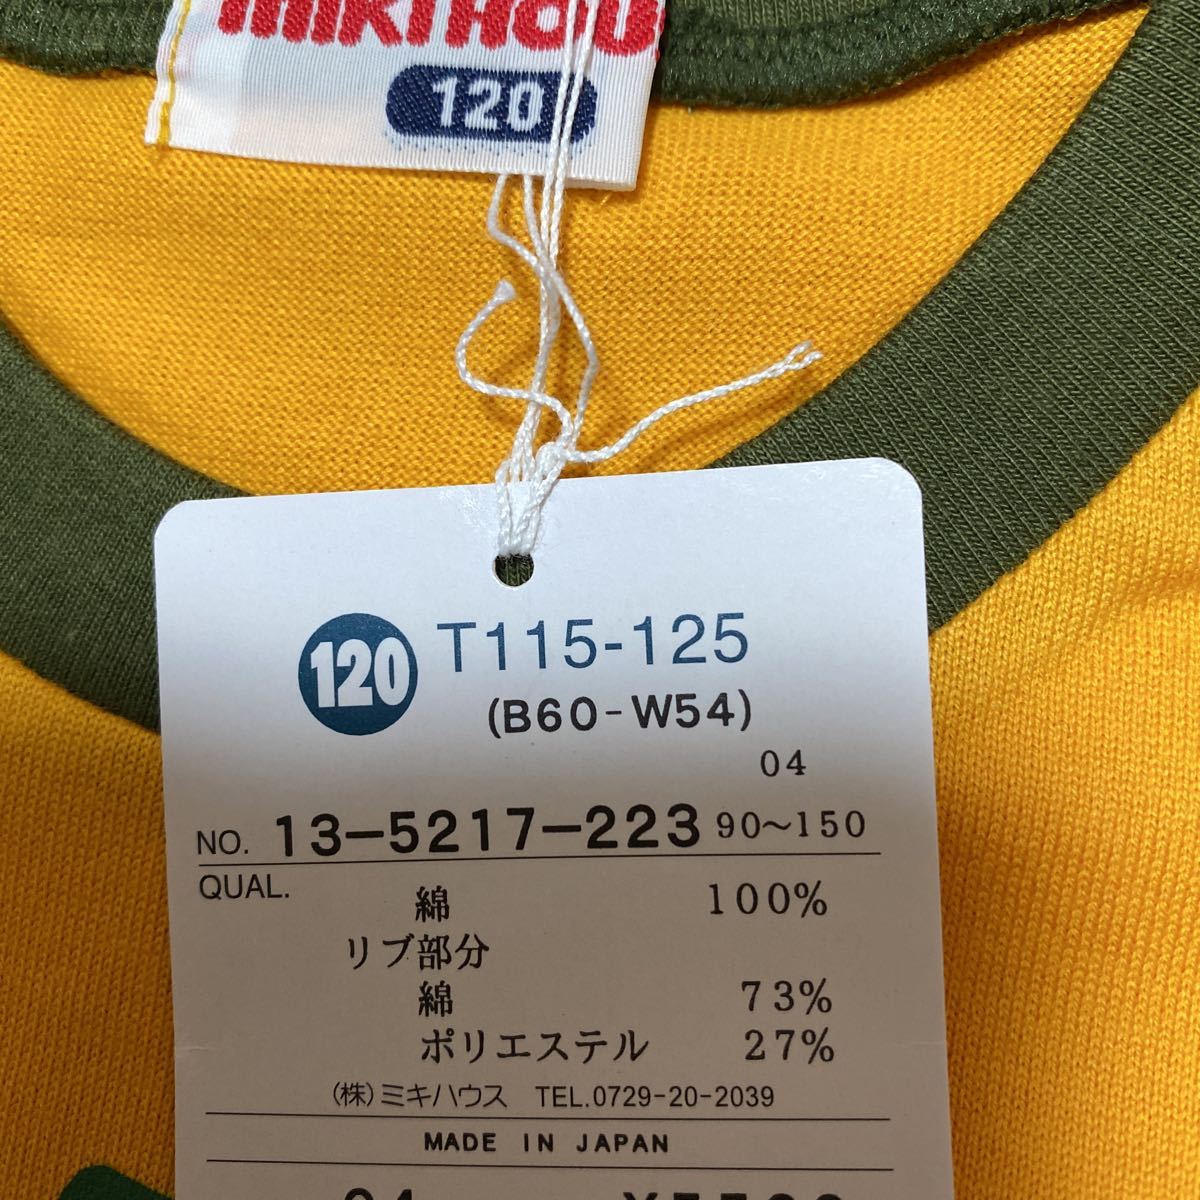 MIKI HOU
120
120 T115-125
(B60-W54)
04
NO. 13-5217-223 90〜150
QUAL.
綿 100%
リブ部分
綿 73%
ポリエステル 27%
(株)ミキハウス TEL.0729-20-2039
MADE IN JAPAN